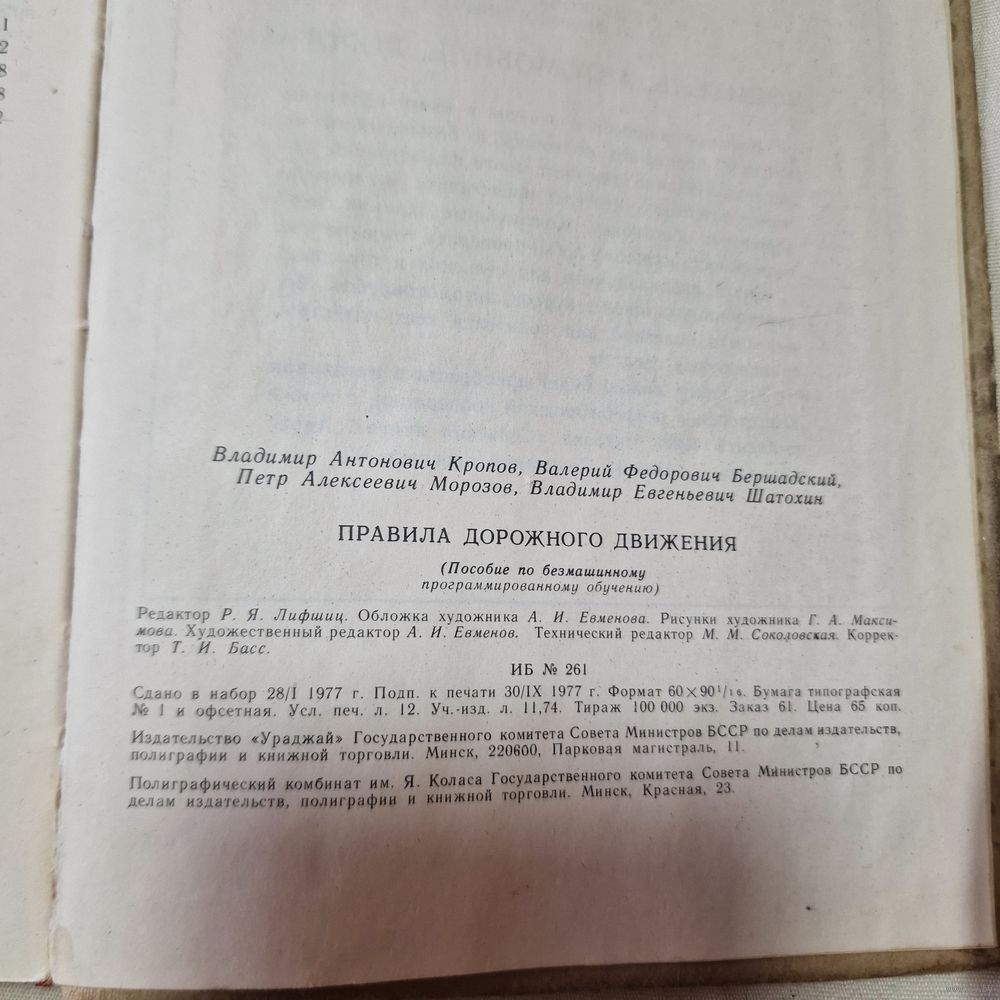 1
2
8
8
2
Владимир Антонович Кропов, Валерий Федорович Бершадский,
Петр Алексеевич Морозов, Владимир Евгеньевич Шатохин
ПРАВИЛА ДОРОЖНОГО ДВИЖЕНИЯ
(Пособие по безмашинному
программированному обучению)
Редактор Р. Я. Лифшиц. Обложка художника А. И. Евменова. Рисунки художника Г. А. Макси-
мова. Художественный редактор А. И. Евменов. Технический редактор М. М. Соколовская. Коррек-
тор Т. И. Басс.
ИБ № 261
Сдано в набор 28/I 1977 г. Подп. к печати 30/IX 1977 г. Формат 60×90¹/₁₆. Бумага типографская
№ 1 и офсетная. Усл. печ. л. 12. Уч.-изд. л. 11,74. Тираж 100 000 экз. Заказ 61. Цена 65 коп.
Издательство «Ураджай» Государственного комитета Совета Министров БССР по делам издательств,
полиграфии и книжной торговли. Минск, 220600, Парковая магистраль, 11.
Полиграфический комбинат им. Я. Коласа Государственного комитета Совета Министров БССР по
делам издательств, полиграфии и книжной торговли. Минск, Красная, 23.